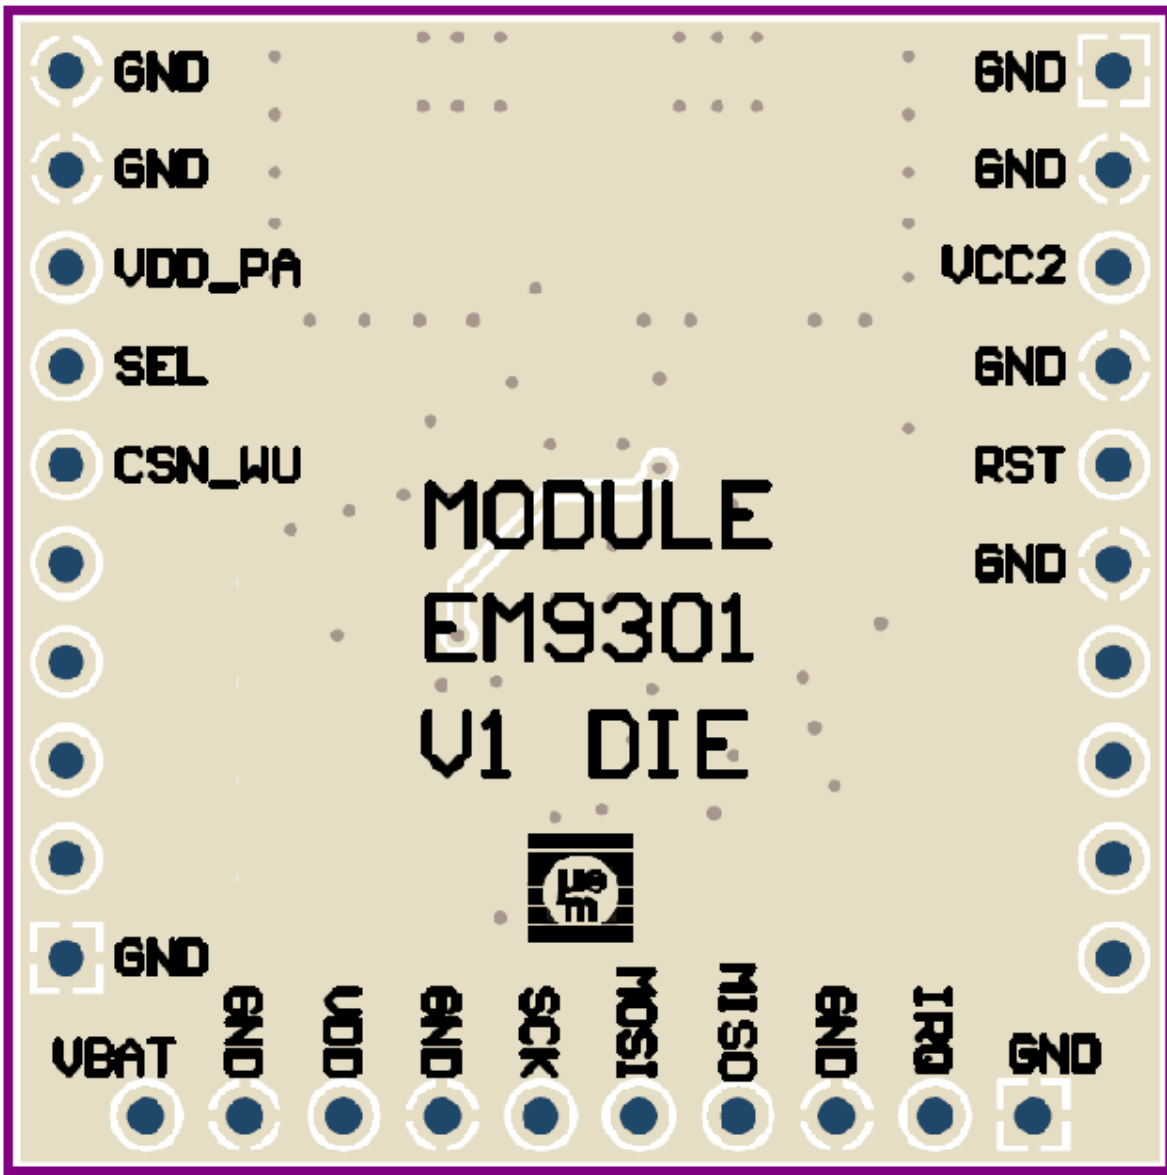 GND GND
GND GND
VDD_PA VCC2
SEL GND
CSN_WU RST
MODULE
GND
EM9301
V1 DIE
μe
m
GND
VBAT GND VDD GND SCK MOSI MISO GND IRQ GND